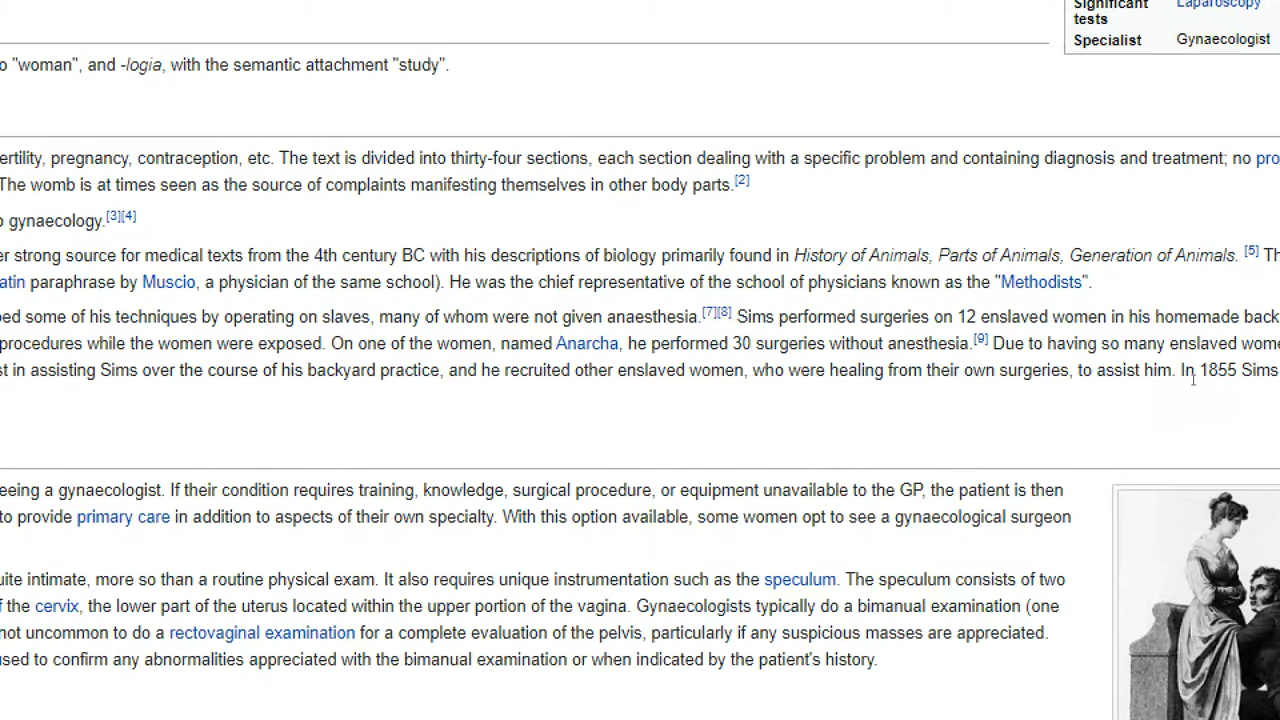 Significant
Laparoscopy
tests
Specialist
Gynaecologist
o "woman", and -logia, with the semantic attachment "study".
ertility, pregnancy, contraception, etc. The text is divided into thirty-four sections, each section dealing with a specific problem and containing diagnosis and treatment; no pro
The womb is at times seen as the source of complaints manifesting themselves in other body parts.[2]
o gynaecology.[3][4]
er strong source for medical texts from the 4th century BC with his descriptions of biology primarily found in History of Animals, Parts of Animals, Generation of Animals. [5] Th
atin paraphrase by Muscio, a physician of the same school). He was the chief representative of the school of physicians known as the "Methodists".
ped some of his techniques by operating on slaves, many of whom were not given anaesthesia.[7][8] Sims performed surgeries on 12 enslaved women in his homemade back
procedures while the women were exposed. On one of the women, named Anarcha, he performed 30 surgeries without anesthesia.[9] Due to having so many enslaved wome
st in assisting Sims over the course of his backyard practice, and he recruited other enslaved women, who were healing from their own surgeries, to assist him. In 1855 Sims
eeing a gynaecologist. If their condition requires training, knowledge, surgical procedure, or equipment unavailable to the GP, the patient is then
to provide primary care in addition to aspects of their own specialty. With this option available, some women opt to see a gynaecological surgeon
uite intimate, more so than a routine physical exam. It also requires unique instrumentation such as the speculum. The speculum consists of two
f the cervix, the lower part of the uterus located within the upper portion of the vagina. Gynaecologists typically do a bimanual examination (one
not uncommon to do a rectovaginal examination for a complete evaluation of the pelvis, particularly if any suspicious masses are appreciated.
used to confirm any abnormalities appreciated with the bimanual examination or when indicated by the patient's history.